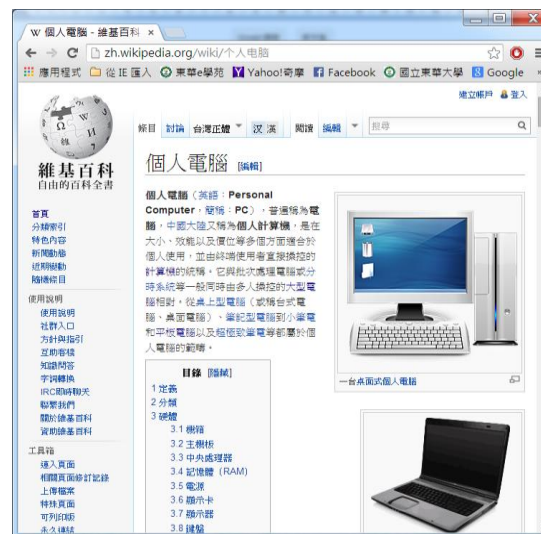 W 個人電腦 - 維基百科
zh.wikipedia.org/wiki/个人电脑
應用程式 從 IE 匯入 東華e學苑 Yahoo!奇摩 Facebook 國立東華大學 Google
建立帳戶 登入
條目 討論 台灣正體 汉 漢 閱讀 編輯 搜尋
維基百科
自由的百科全書
首頁
分類索引
特色內容
新聞動態
近期變動
隨機條目
使用說明
使用說明
社群入口
方針與指引
互助客棧
知識問答
字詞轉換
IRC即時聊天
聯繫我們
關於維基百科
資助維基百科
工具箱
連入頁面
相關頁面修訂記錄
上傳檔案
特殊頁面
可列印版
永久連結
個人電腦 [編輯]
個人電腦（英語：Personal
Computer，簡稱：PC），普遍稱為電
腦，中國大陸又稱為個人計算機，是在
大小、效能以及價位等多個方面適合於
個人使用，並由終端使用者直接操控的
計算機的統稱。它與批次處理電腦或分
時系統等一般同時由多人操控的大型電
腦相對。從桌上型電腦（或稱台式電
腦、桌面電腦）、筆記型電腦到小筆電
和平板電腦以及超極致筆電等都屬於個
人電腦的範疇。
目錄 [隱藏]
1 定義
2 分類
3 硬體
3.1 機箱
3.2 主機板
3.3 中央處理器
3.4 記憶體（RAM）
3.5 電源
3.6 顯示卡
3.7 顯示器
3.8 鍵盤
一台桌面式個人電腦